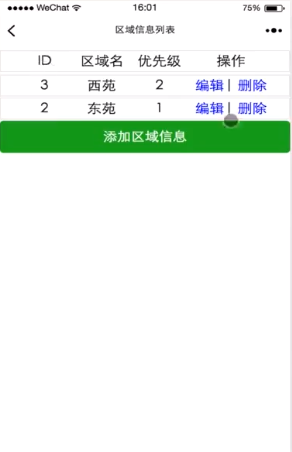 WeChat 16:01 75%
区域信息列表
ID 区域名 优先级 操作
3 西苑 2 编辑 | 删除
2 东苑 1 编辑 | 删除
添加区域信息